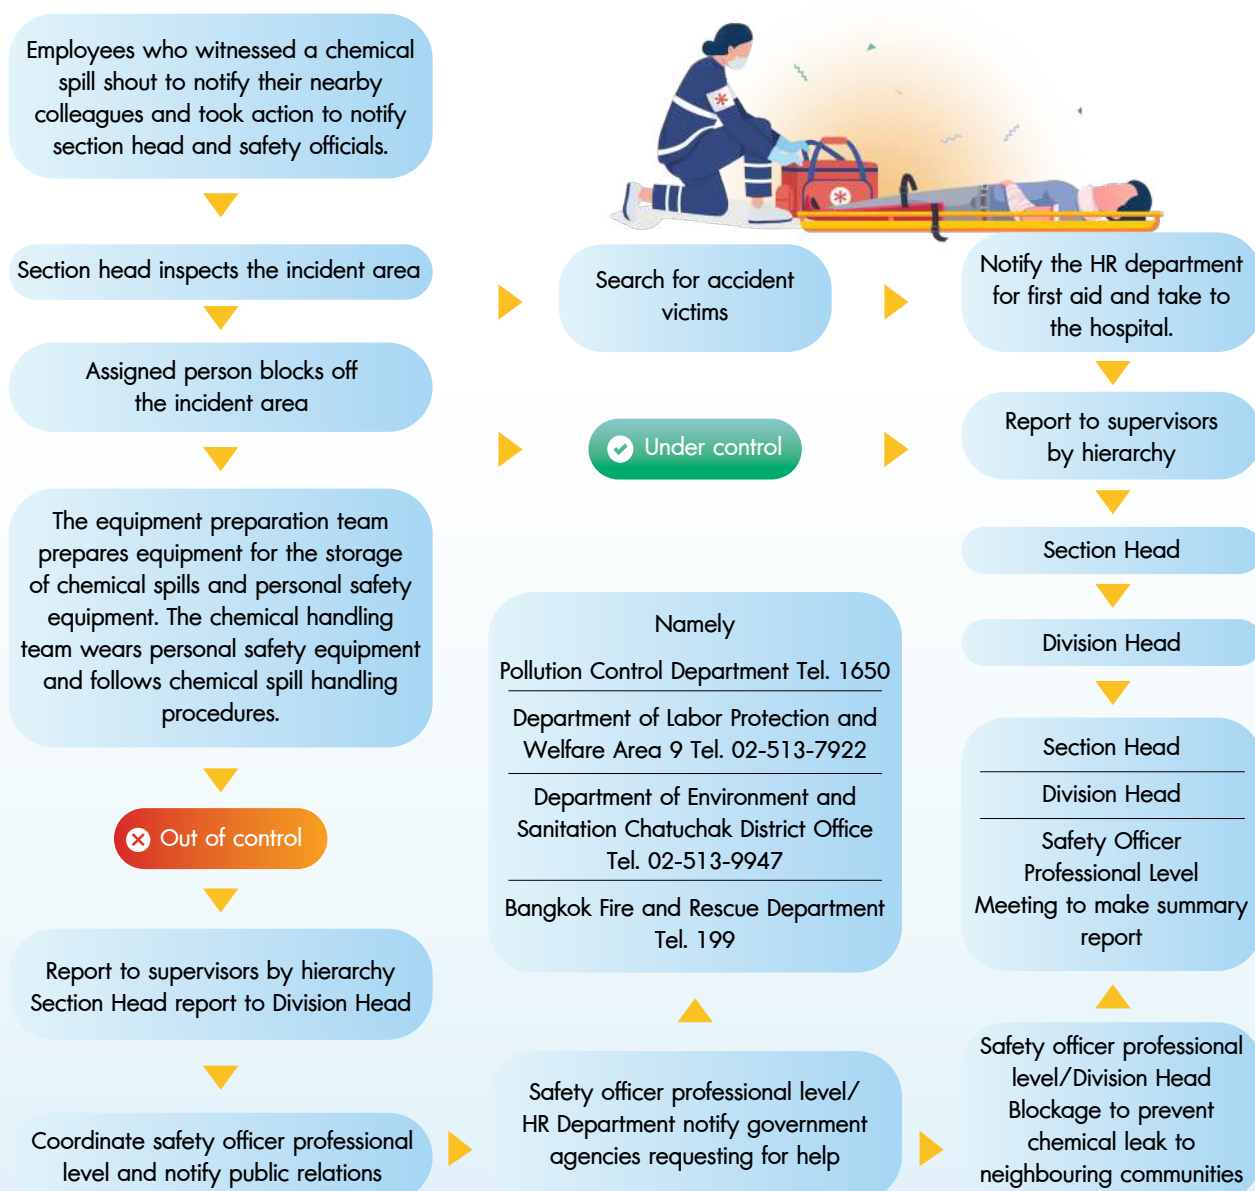 Employees who witnessed a chemical
spill shout to notify their nearby
colleagues and took action to notify
section head and safety officials.
Section head inspects the incident area
Search for accident
victims
Notify the HR department
for first aid and take to
the hospital.
Assigned person blocks off
the incident area
Under control
Report to supervisors
by hierarchy
The equipment preparation team
prepares equipment for the storage
of chemical spills and personal safety
equipment. The chemical handling
team wears personal safety equipment
and follows chemical spill handling
procedures.
Section Head
Division Head
Section Head
Division Head
Safety Officer
Professional Level
Meeting to make summary
report
Out of control
Report to supervisors by hierarchy
Section Head report to Division Head
Coordinate safety officer professional
level and notify public relations
Safety officer professional level/
HR Department notify government
agencies requesting for help
Namely
Pollution Control Department Tel. 1650
Department of Labor Protection and
Welfare Area 9 Tel. 02-513-7922
Department of Environment and
Sanitation Chatuchak District Office
Tel. 02-513-9947
Bangkok Fire and Rescue Department
Tel. 199
Safety officer professional
level/Division Head
Blockage to prevent
chemical leak to
neighbouring communities